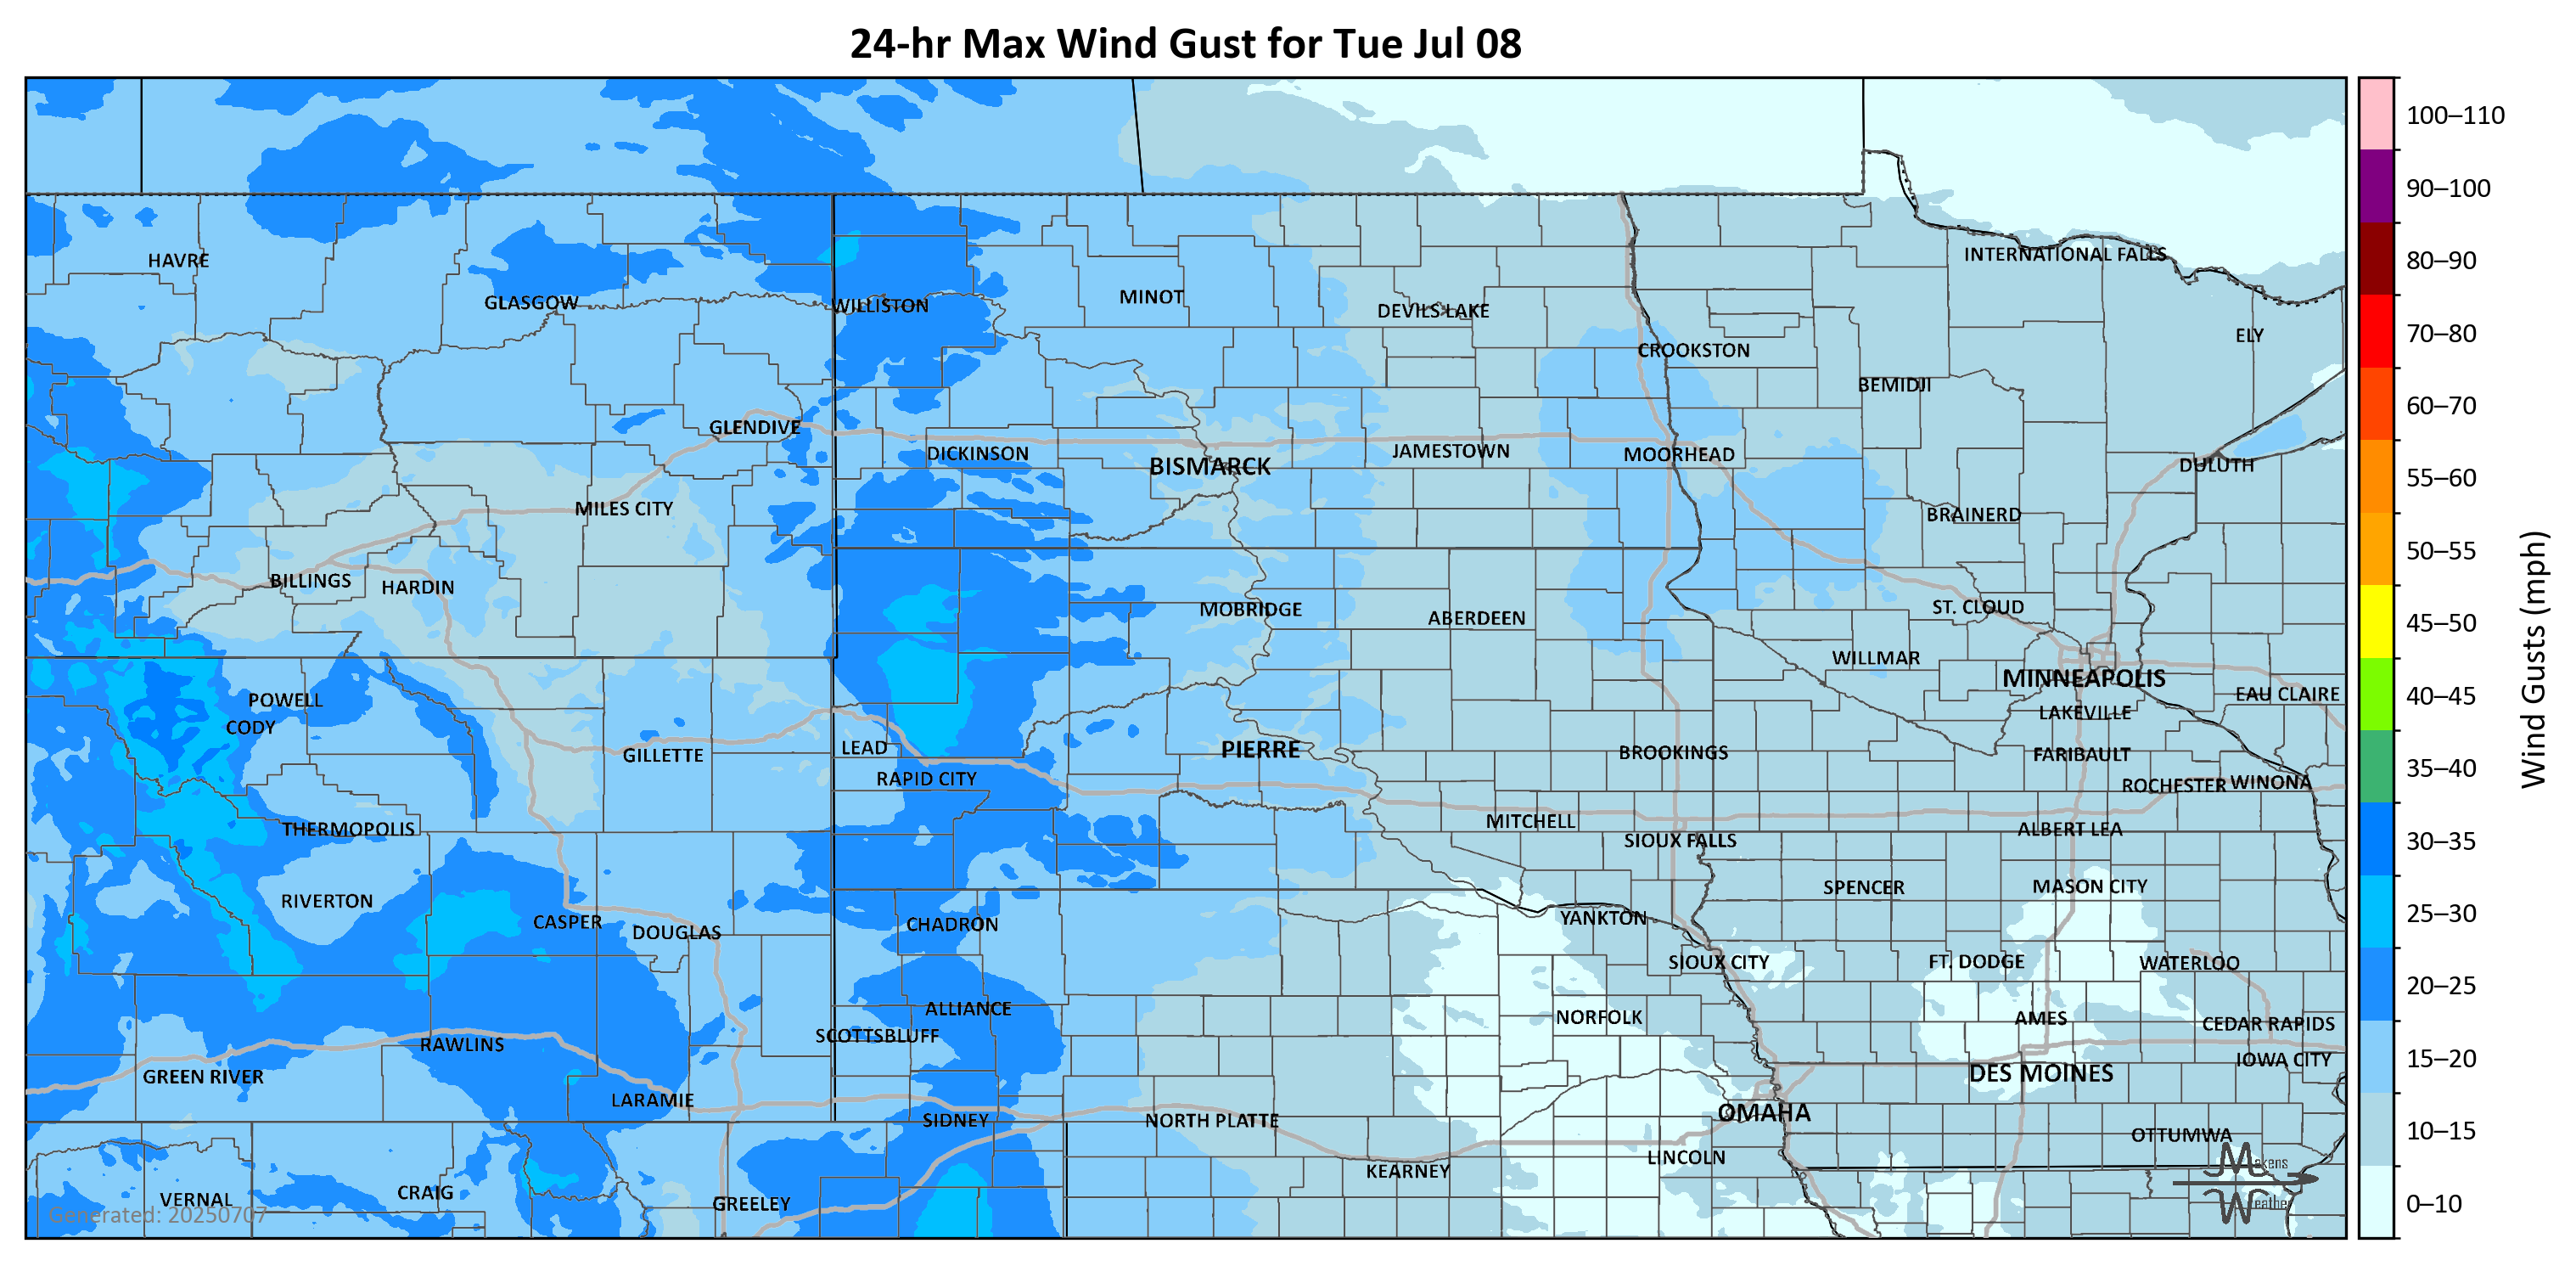 24-hr Max Wind Gust for Tue Jul 08
100–110
90–100
80–90
70–80
60–70
55–60
50–55
45–50
40–45
35–40
30–35
25–30
20–25
15–20
10–15
0–10
Wind Gusts (mph)
INTERNATIONAL FALLS
HAVRE
MINOT
GLASGOW
WILLISTON
DEVILS LAKE
ELY
CROOKSTON
BEMIDJI
GLENDIVE
DICKINSON
JAMESTOWN
MOORHEAD
BISMARCK
DULUTH
MILES CITY
BRAINERD
BILLINGS
HARDIN
MOBRIDGE
ABERDEEN
ST. CLOUD
WILLMAR
MINNEAPOLIS
EAU CLAIRE
POWELL
CODY
LAKEVILLE
GILLETTE
LEAD
PIERRE
BROOKINGS
FARIBAULT
RAPID CITY
ROCHESTER
WINONA
THERMOPOLIS
MITCHELL
SIOUX FALLS
ALBERT LEA
RIVERTON
SPENCER
MASON CITY
CASPER
DOUGLAS
CHADRON
YANKTON
SIOUX CITY
FT. DODGE
WATERLOO
ALLIANCE
NORFOLK
AMES
CEDAR RAPIDS
SCOTTSBLUFF
RAWLINS
IOWA CITY
GREEN RIVER
DES MOINES
LARAMIE
SIDNEY
NORTH PLATTE
OMAHA
OTTUMWA
LINCOLN
KEARNEY
VERNAL
CRAIG
GREELEY
Makens
Weather
Generated: 20250707